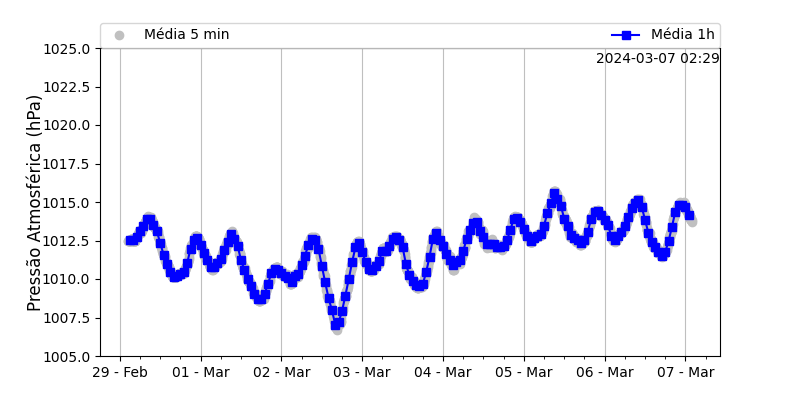 Média 5 min
Média 1h
2024-03-07 02:29
Pressão Atmosférica (hPa)
1025.0
1022.5
1020.0
1017.5
1015.0
1012.5
1010.0
1007.5
1005.0
29 - Feb
01 - Mar
02 - Mar
03 - Mar
04 - Mar
05 - Mar
06 - Mar
07 - Mar